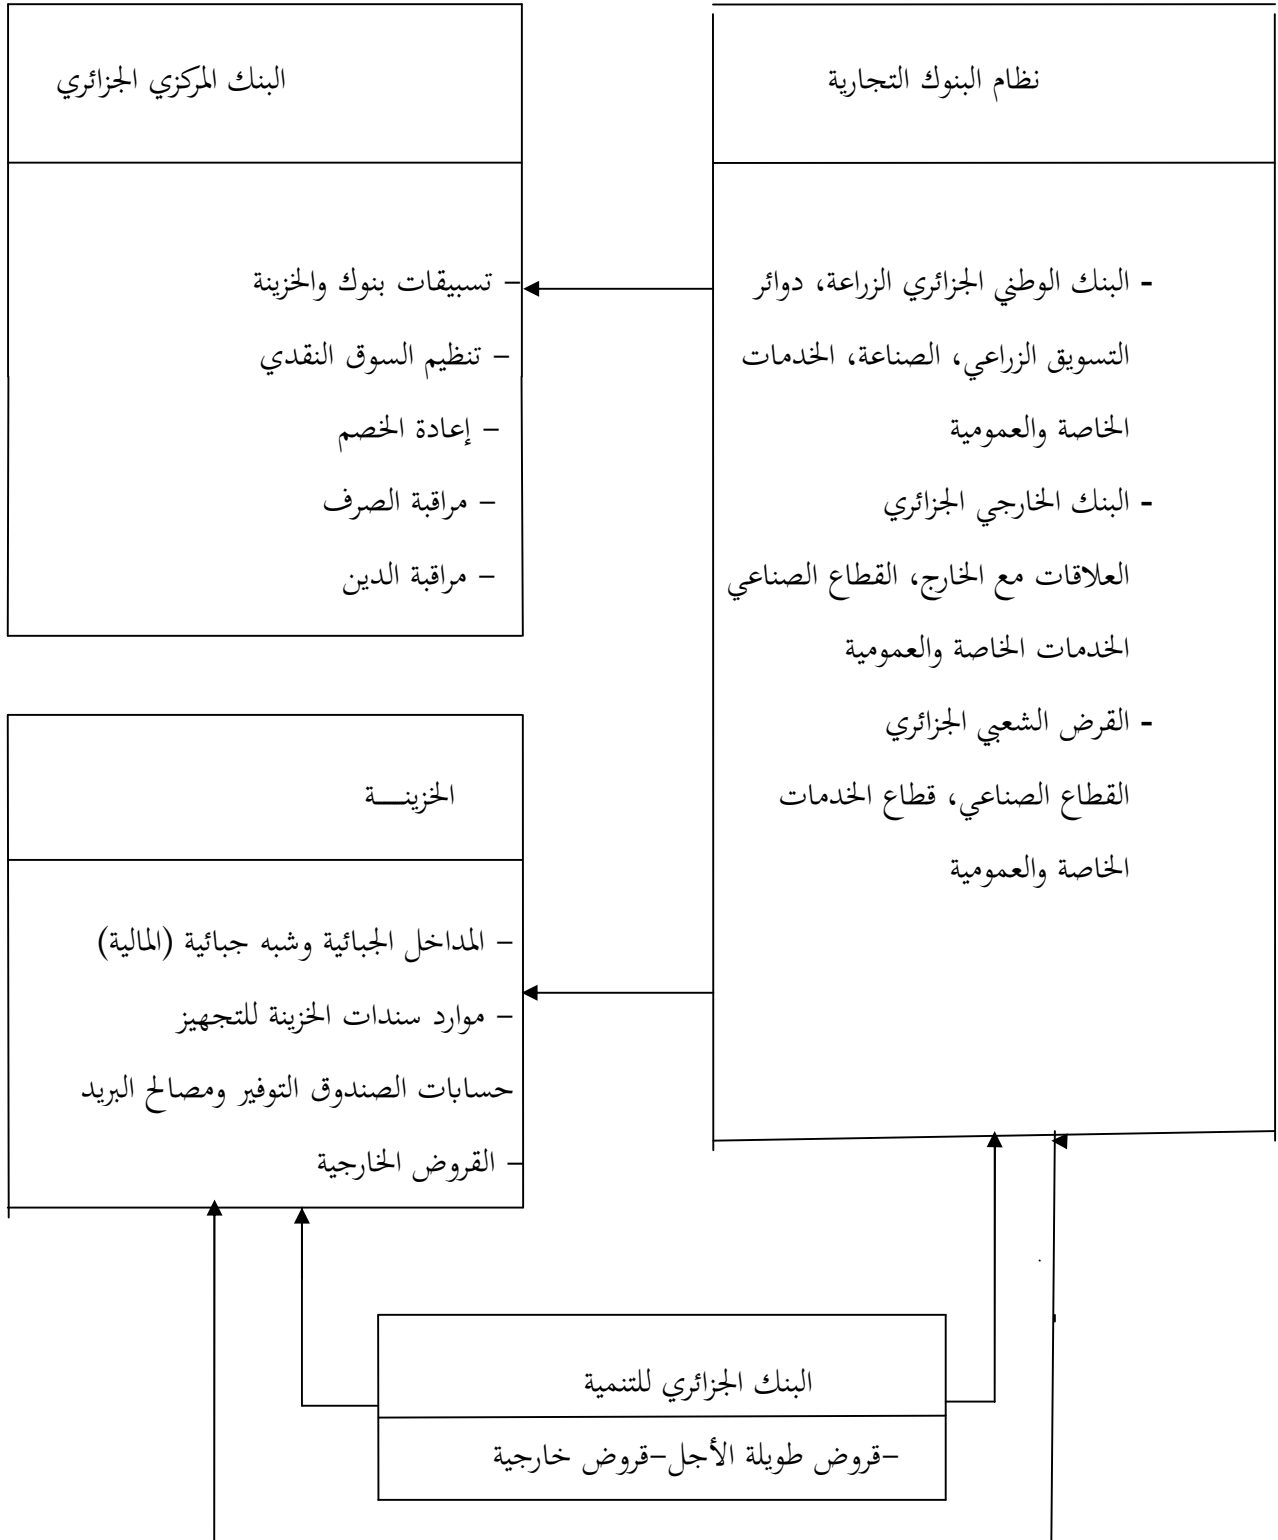 نظام البنوك التجارية
- البنك الوطني الجزائري الزراعة، دوائر
التسويق الزراعي، الصناعة، الخدمات
الخاصة والعمومية
- البنك الخارجي الجزائري
العلاقات مع الخارج، القطاع الصناعي
الخدمات الخاصة والعمومية
- القرض الشعبي الجزائري
القطاع الصناعي، قطاع الخدمات
الخاصة والعمومية
البنك المركزي الجزائري
– تسبيقات بنوك والخزينة
– تنظيم السوق النقدي
– إعادة الخصم
– مراقبة الصرف
– مراقبة الدين
الخزينـــــة
– المداخل الجبائية وشبه جبائية (المالية)
– موارد سندات الخزينة للتجهيز
حسابات الصندوق التوفير ومصالح البريد
– القروض الخارجية
البنك الجزائري للتنمية
–قروض طويلة الأجل–قروض خارجية